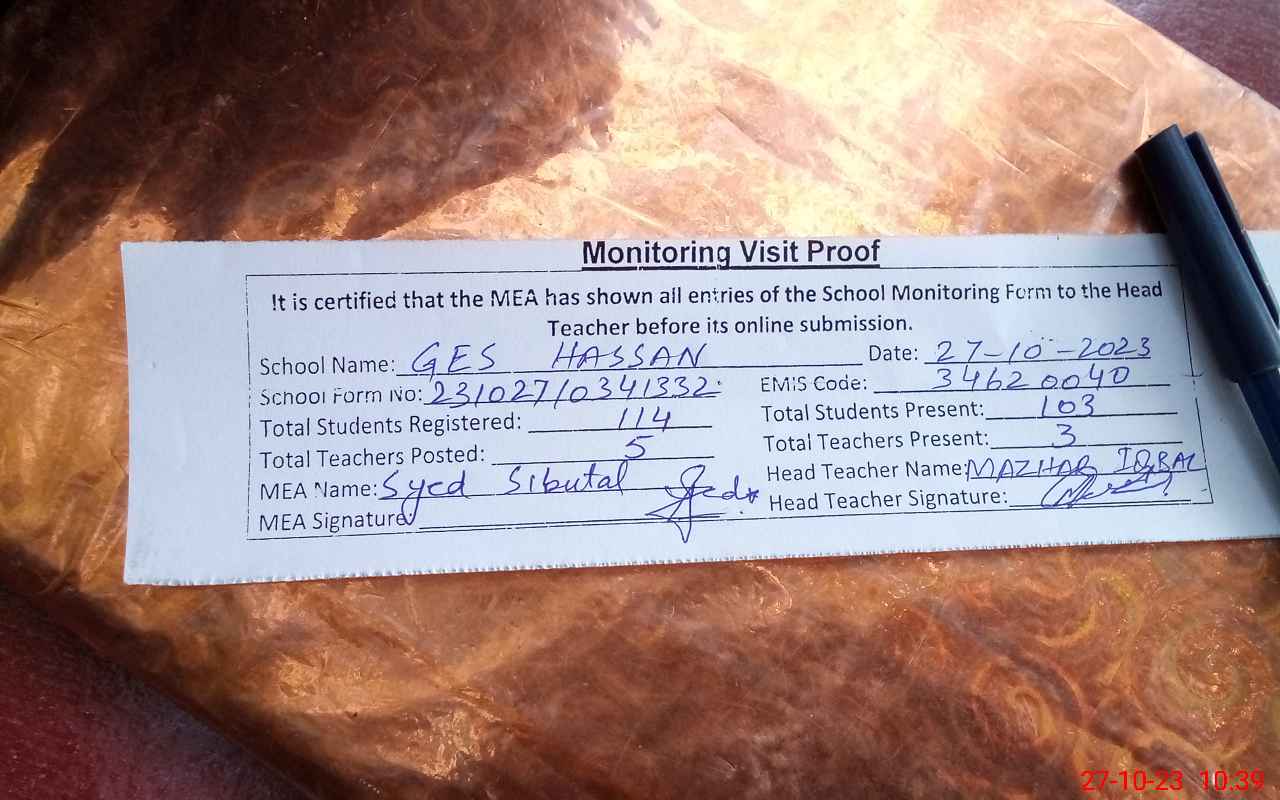 Monitoring Visit Proof
It is certified that the MEA has shown all entries of the School Monitoring Form to the Head
Teacher before its online submission.
School Name: GES HASSAN Date: 27-10-2023
School Form No: 231027/0341332 EMIS Code: 34620040
Total Students Registered: 114 Total Students Present: 103
Total Teachers Posted: 5 Total Teachers Present: 3
MEA Name: Syed Sibutal Head Teacher Name: MAZHAR IQBAL
MEA Signature: Head Teacher Signature:
27-10-23 10.39